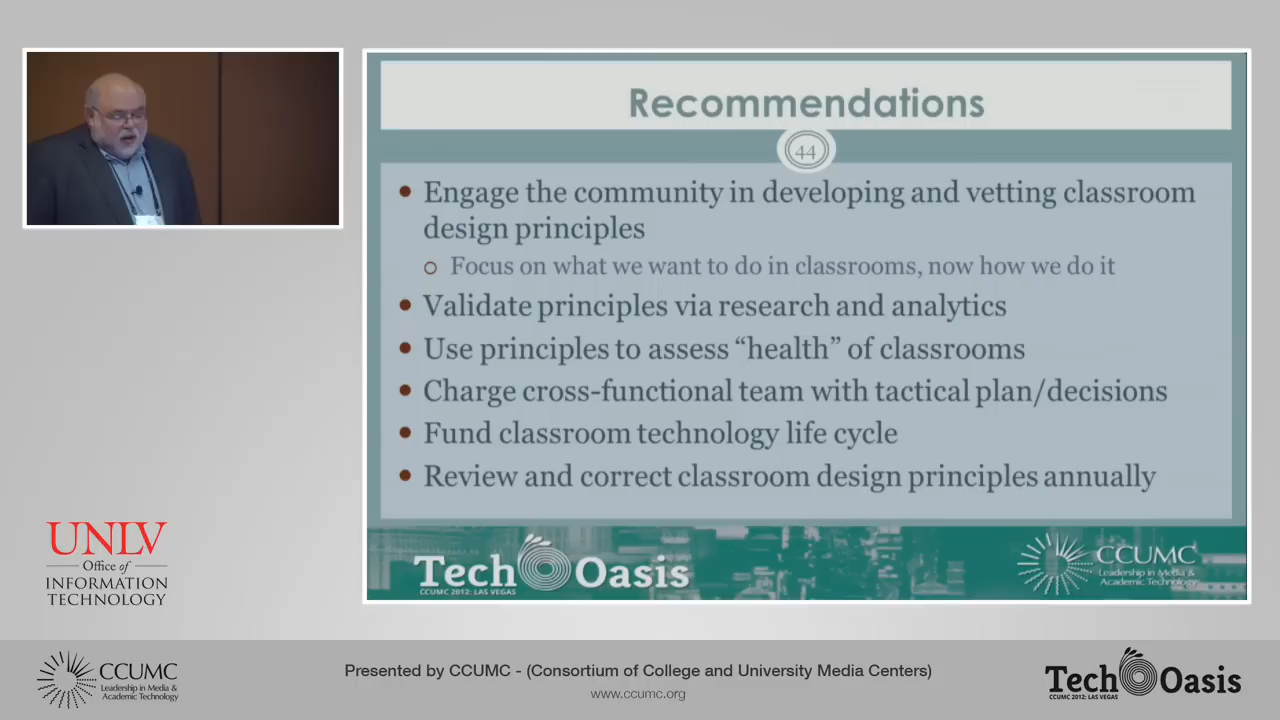 Recommendations
44
Engage the community in developing and vetting classroom
design principles
Focus on what we want to do in classrooms, now how we do it
Validate principles via research and analytics
Use principles to assess “health” of classrooms
Charge cross-functional team with tactical plan/decisions
Fund classroom technology life cycle
Review and correct classroom design principles annually
Tech Oasis
CCUMC 2012: LAS VEGAS
CCUMC
Leadership in Media &
Academic Technology
UNLV
Office of
INFORMATION
TECHNOLOGY
CCUMC
Leadership in Media &
Academic Technology
Presented by CCUMC - (Consortium of College and University Media Centers)
www.ccumc.org
Tech Oasis
CCUMC 2012: LAS VEGAS